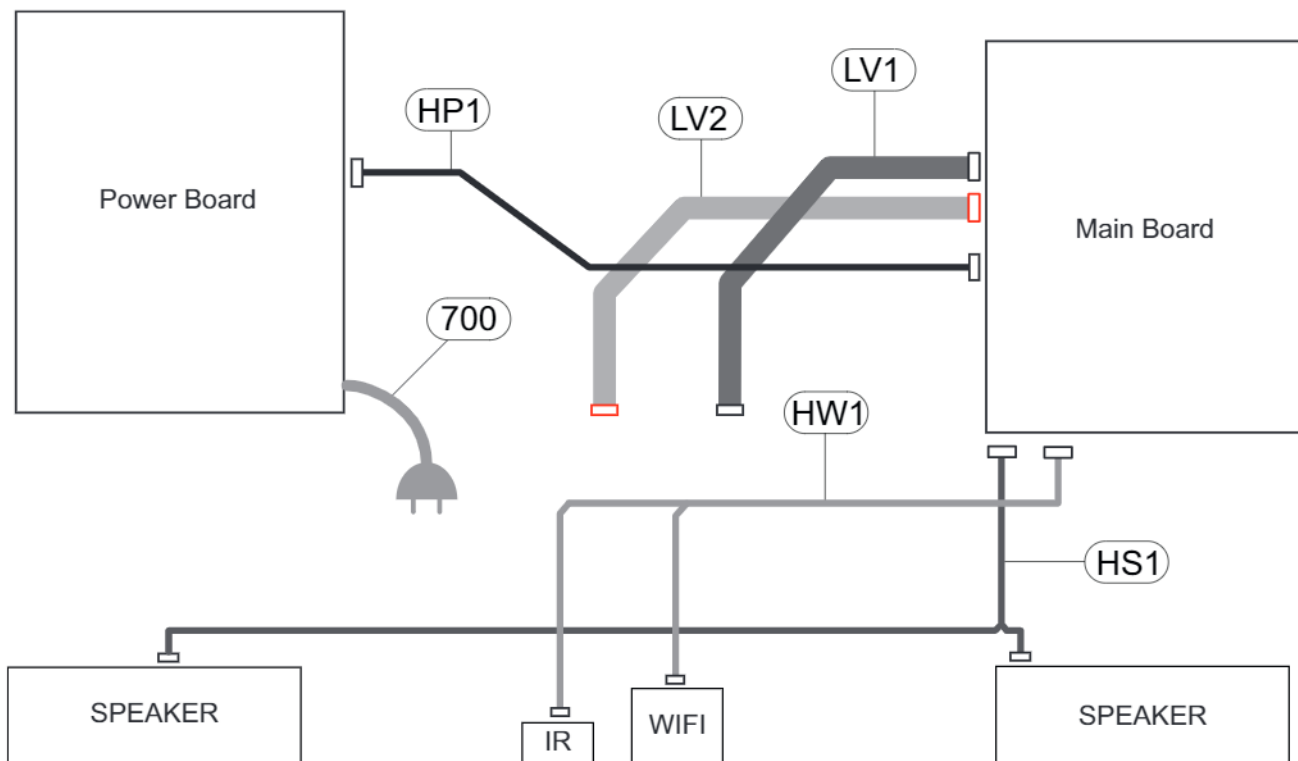 LV1
HP1
LV2
Power Board
Main Board
700
HW1
HS1
SPEAKER
IR
WIFI
SPEAKER